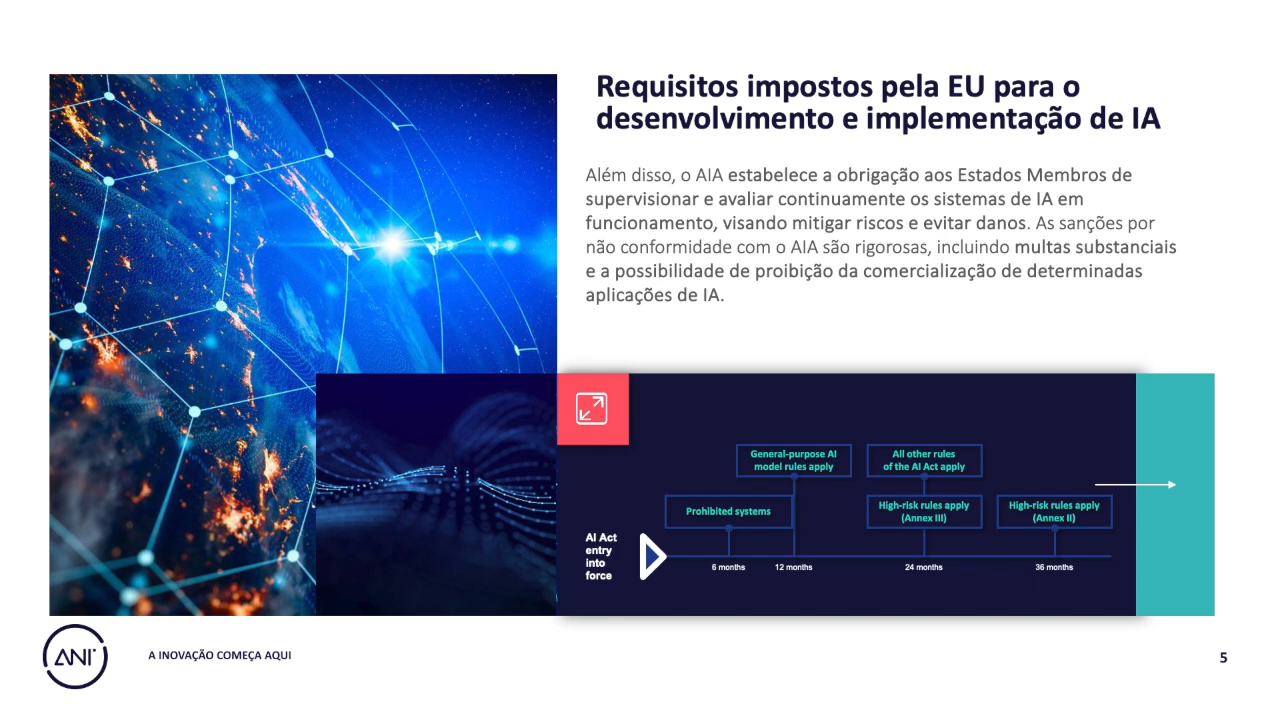 Requisitos impostos pela EU para o
desenvolvimento e implementação de IA
Além disso, o AIA estabelece a obrigação aos Estados Membros de
supervisionar e avaliar continuamente os sistemas de IA em
funcionamento, visando mitigar riscos e evitar danos. As sanções por
não conformidade com o AIA são rigorosas, incluindo multas substanciais
e a possibilidade de proibição da comercialização de determinadas
aplicações de IA.
General-purpose AI
model rules apply
All other rules
of the AI Act apply
Prohibited systems
High-risk rules apply
(Annex III)
High-risk rules apply
(Annex II)
AI Act
entry
into
force
6 months
12 months
24 months
36 months
ANI
A INOVAÇÃO COMEÇA AQUI
5